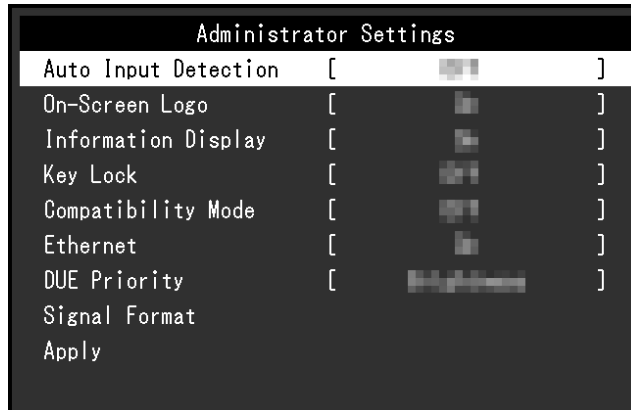 Administrator Settings
Auto Input Detection [ ]
On-Screen Logo [ ]
Information Display [ ]
Key Lock [ ]
Compatibility Mode [ ]
Ethernet [ ]
DUE Priority [ ]
Signal Format
Apply